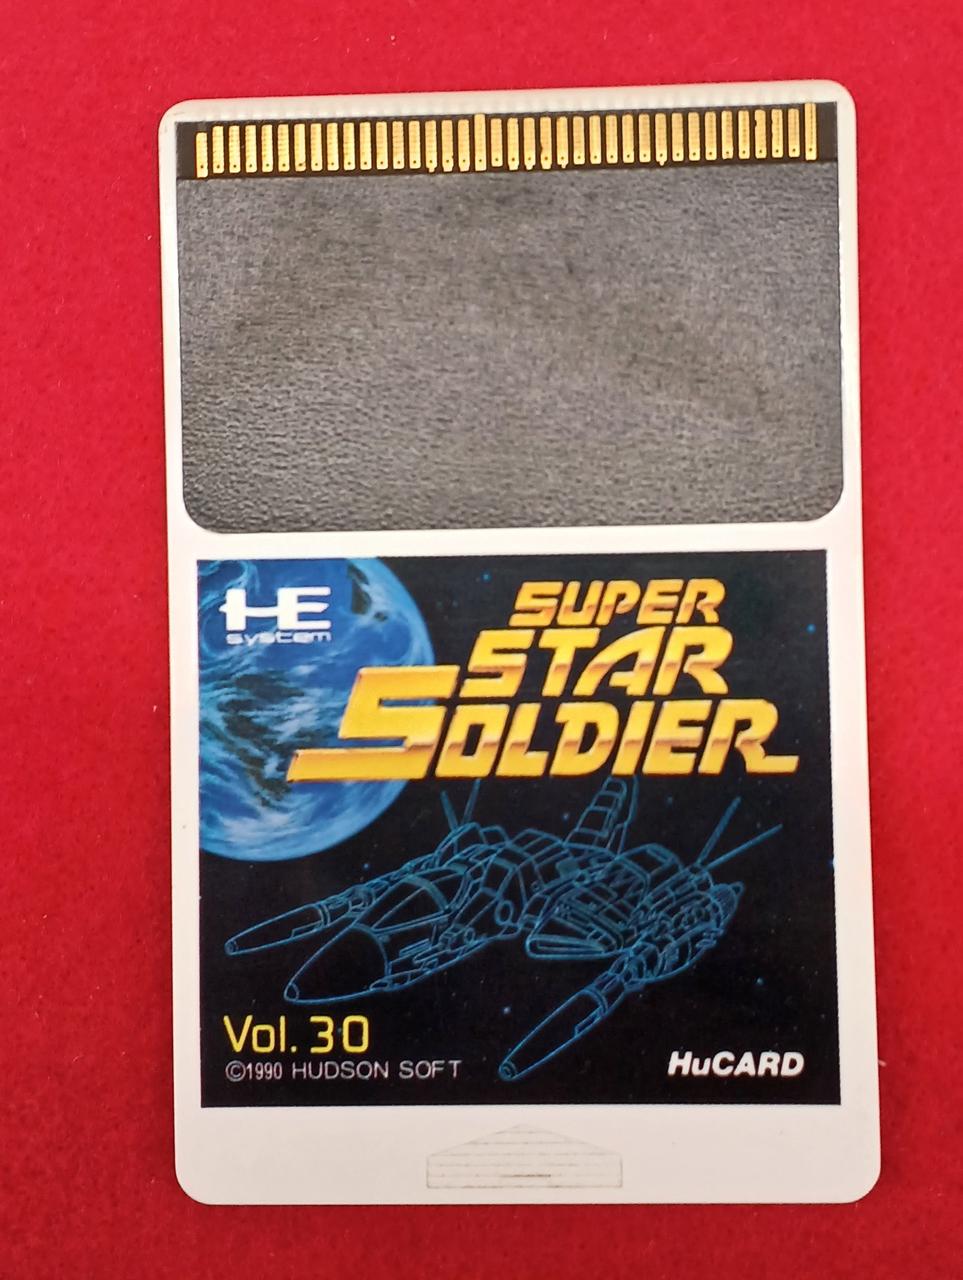 HE
system
SUPER
STAR
SOLDIER
Vol. 30
©1990 HUDSON SOFT
HuCARD